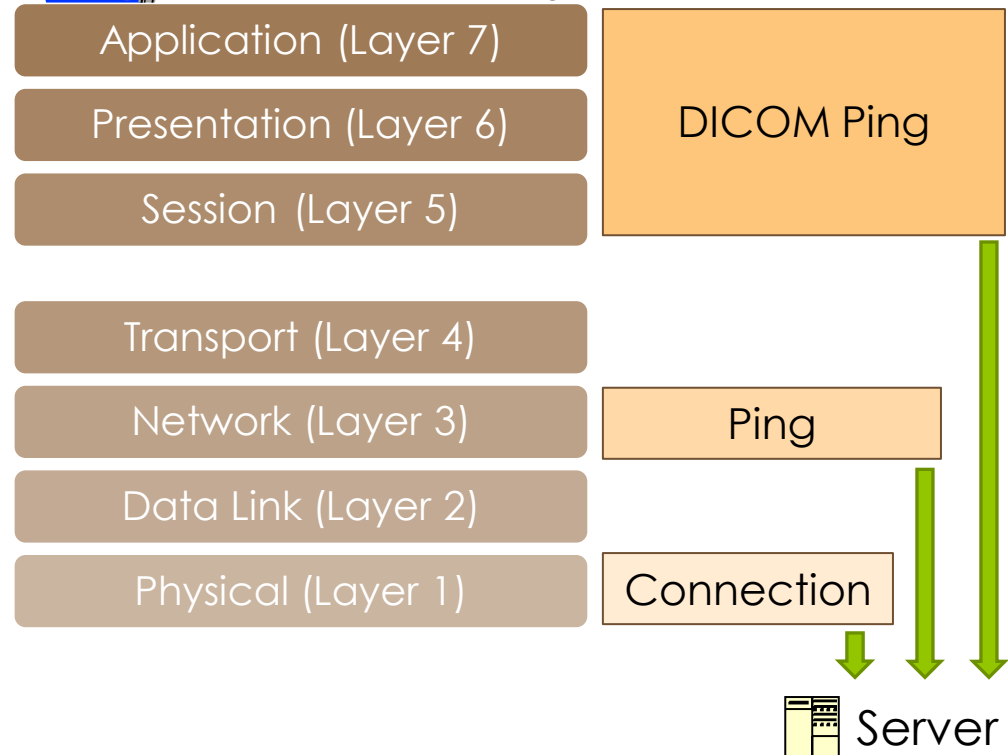 Application (Layer 7)
Presentation (Layer 6)
DICOM Ping
Session (Layer 5)
Transport (Layer 4)
Network (Layer 3)
Ping
Data Link (Layer 2)
Physical (Layer 1)
Connection
Server